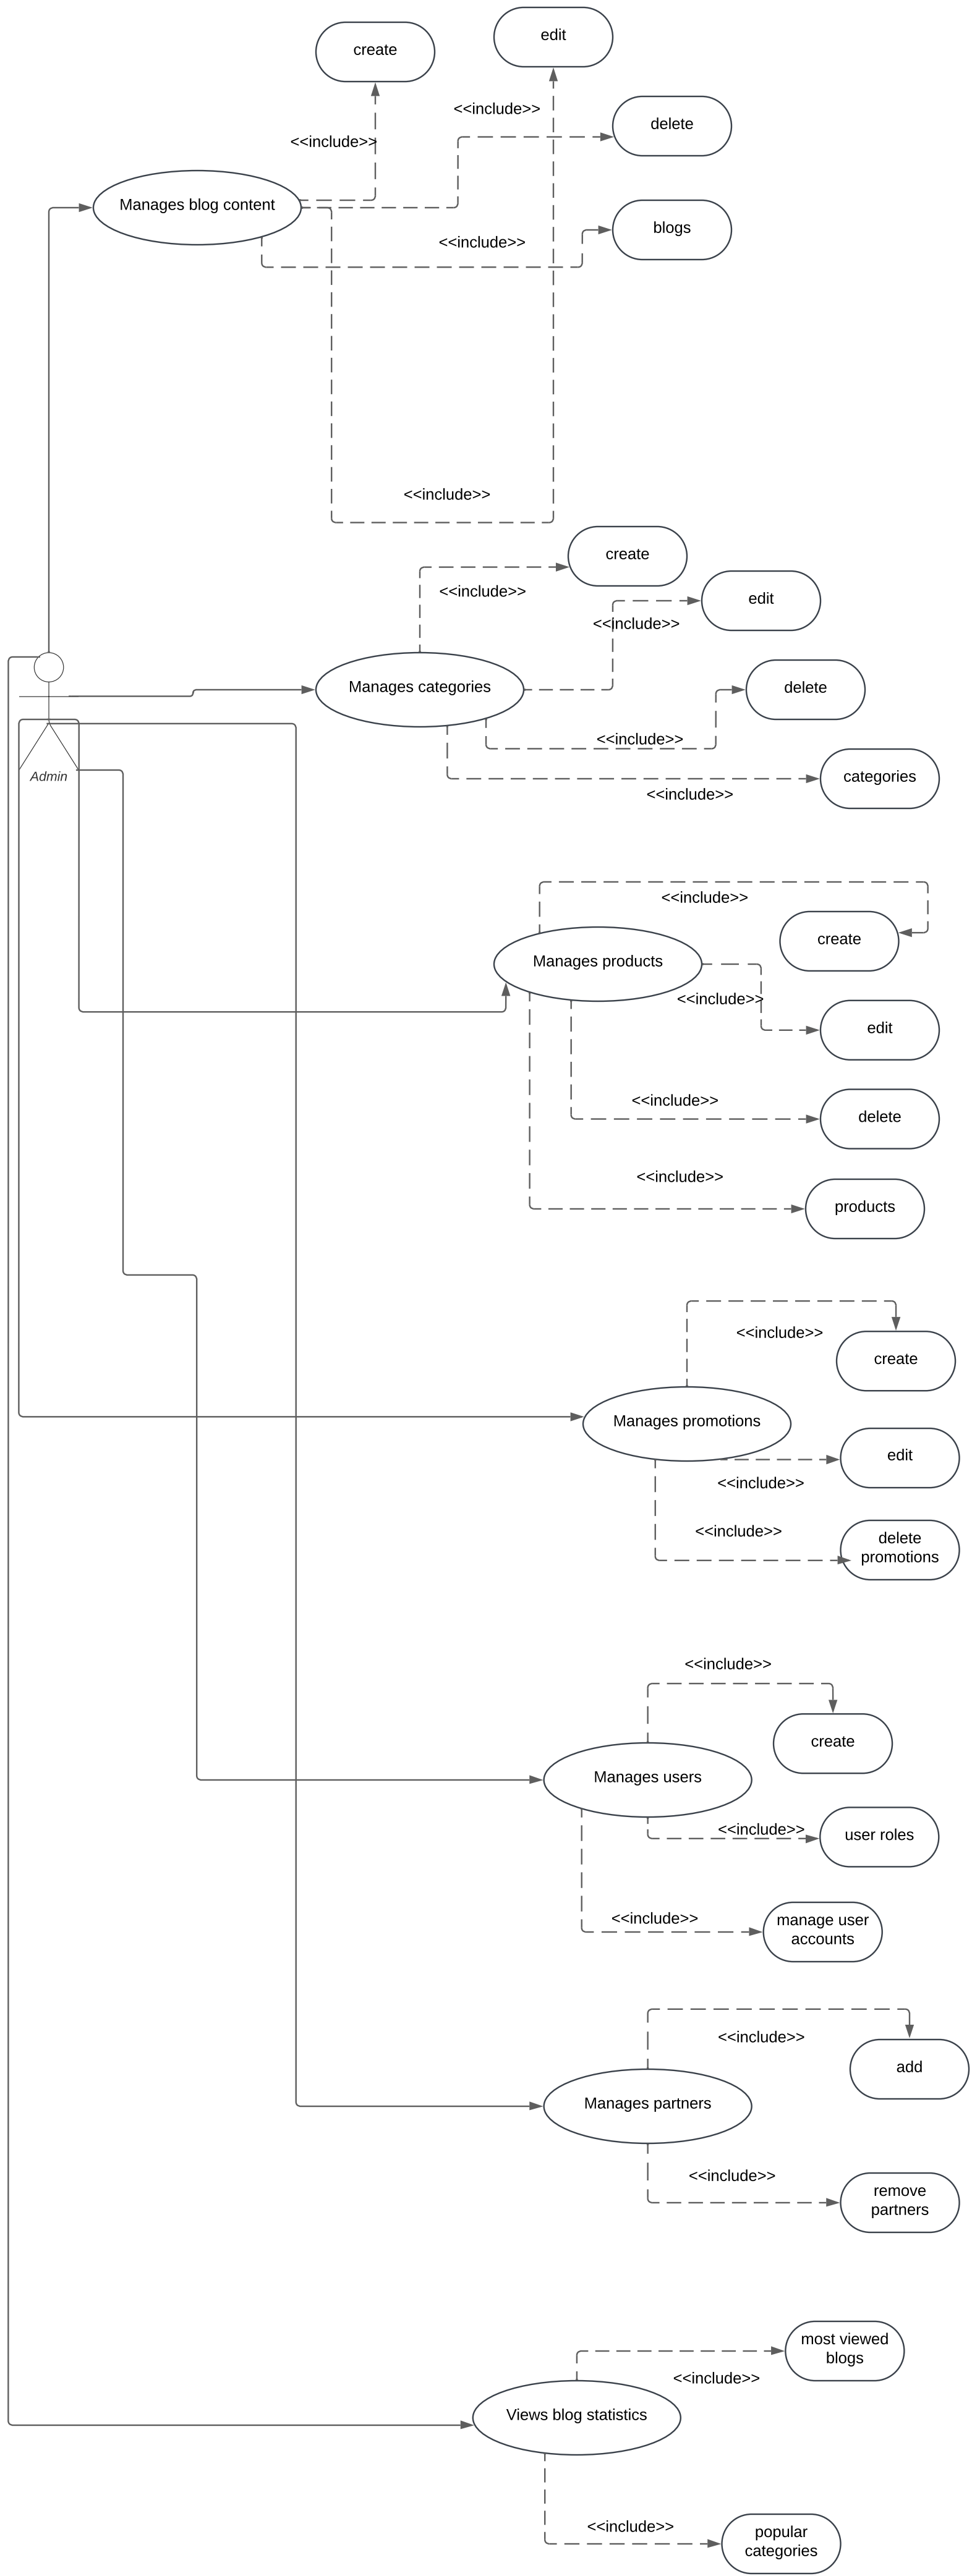 edit
create
<<include>>
delete
<<include>>
Manages blog content
blogs
<<include>>
<<include>>
create
<<include>>
edit
<<include>>
Manages categories
delete
<<include>>
Admin
categories
<<include>>
<<include>>
create
Manages products
<<include>>
edit
<<include>>
delete
<<include>>
products
<<include>>
create
Manages promotions
edit
<<include>>
<<include>>
delete
promotions
<<include>>
create
Manages users
<<include>>
user roles
<<include>>
manage user
accounts
<<include>>
add
Manages partners
<<include>>
remove
partners
most viewed
blogs
<<include>>
Views blog statistics
<<include>>
popular
categories